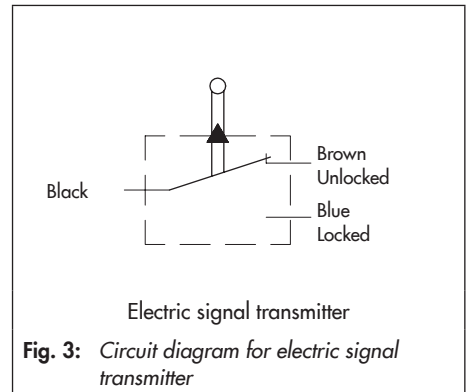 Brown
Unlocked
Black
Blue
Locked
Electric signal transmitter
Fig. 3: Circuit diagram for electric signal
transmitter